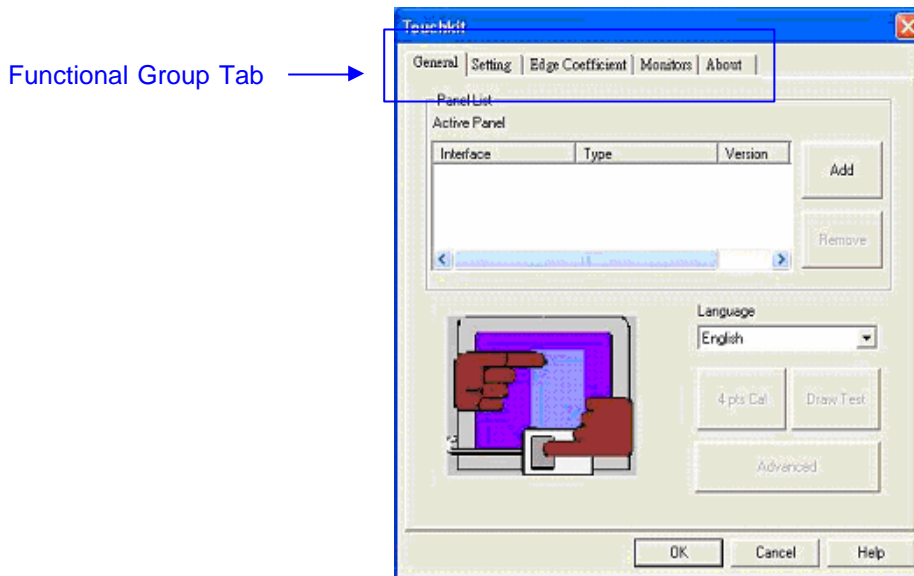 Touchkit
General Setting Edge Coefficient Monitors About
Functional Group Tab
Panel List
Active Panel
Interface Type Version
Add
Remove
Language
English
4 pts Cal Draw Test
Advanced
OK Cancel Help